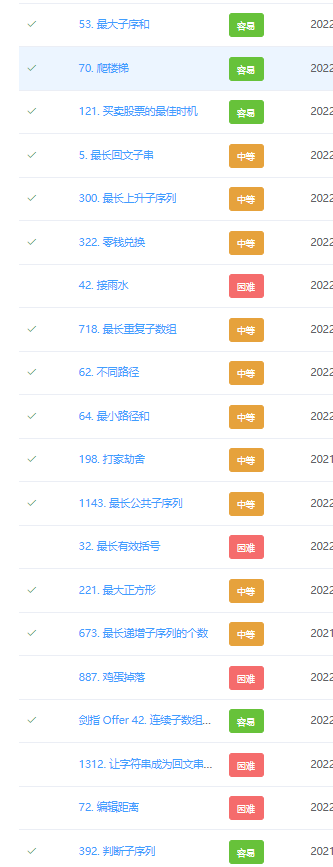 53. 最大子序和 容易 2022
70. 爬楼梯 容易 2022
121. 买卖股票的最佳时机 容易 2022
5. 最长回文子串 中等 2022
300. 最长上升子序列 中等 2022
322. 零钱兑换 中等 2022
42. 接雨水 困难 2022
718. 最长重复子数组 中等 2022
62. 不同路径 中等 2022
64. 最小路径和 中等 2022
198. 打家劫舍 中等 2021
1143. 最长公共子序列 中等 2022
32. 最长有效括号 困难 2022
221. 最大正方形 中等 2022
673. 最长递增子序列的个数 中等 2021
887. 鸡蛋掉落 困难 2022
剑指 Offer 42. 连续子数组... 容易 2022
1312. 让字符串成为回文串... 困难 2022
72. 编辑距离 困难 2022
392. 判断子序列 容易 2021